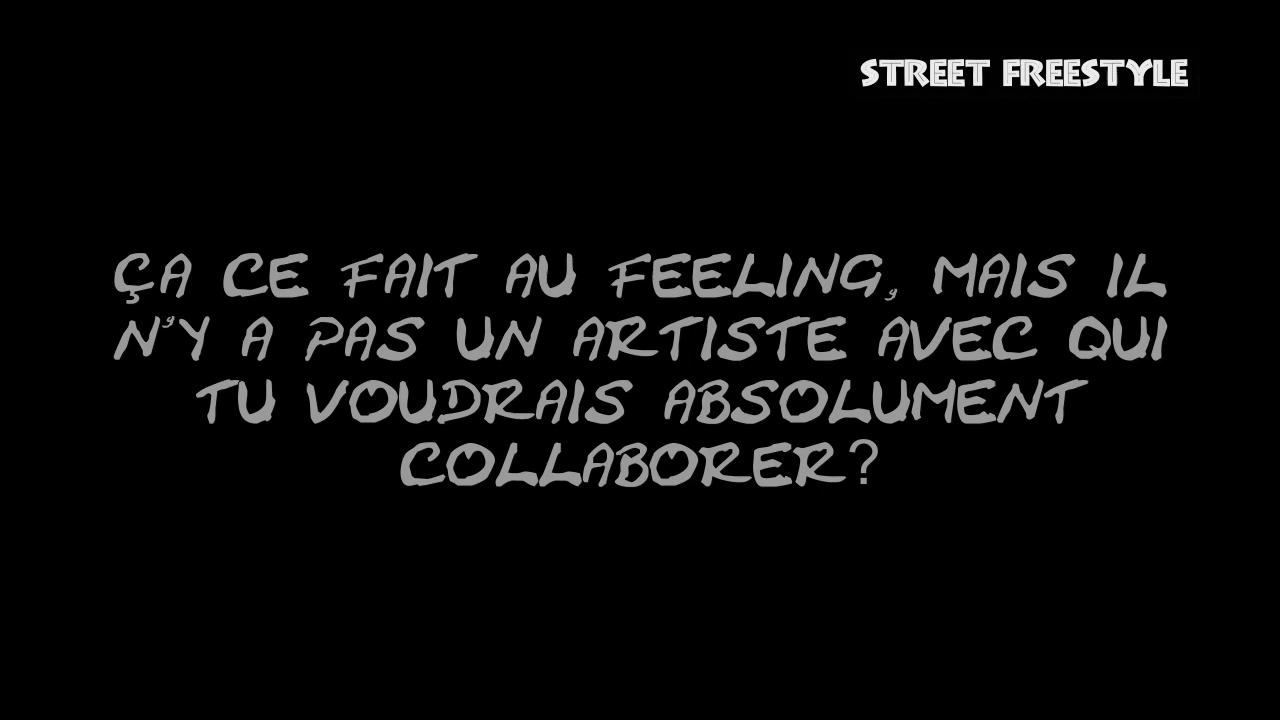 STREET FREESTYLE
ÇA CE FAIT AU FEELING, MAIS IL
N'Y A PAS UN ARTISTE AVEC QUI
TU VOUDRAIS ABSOLUMENT
COLLABORER?